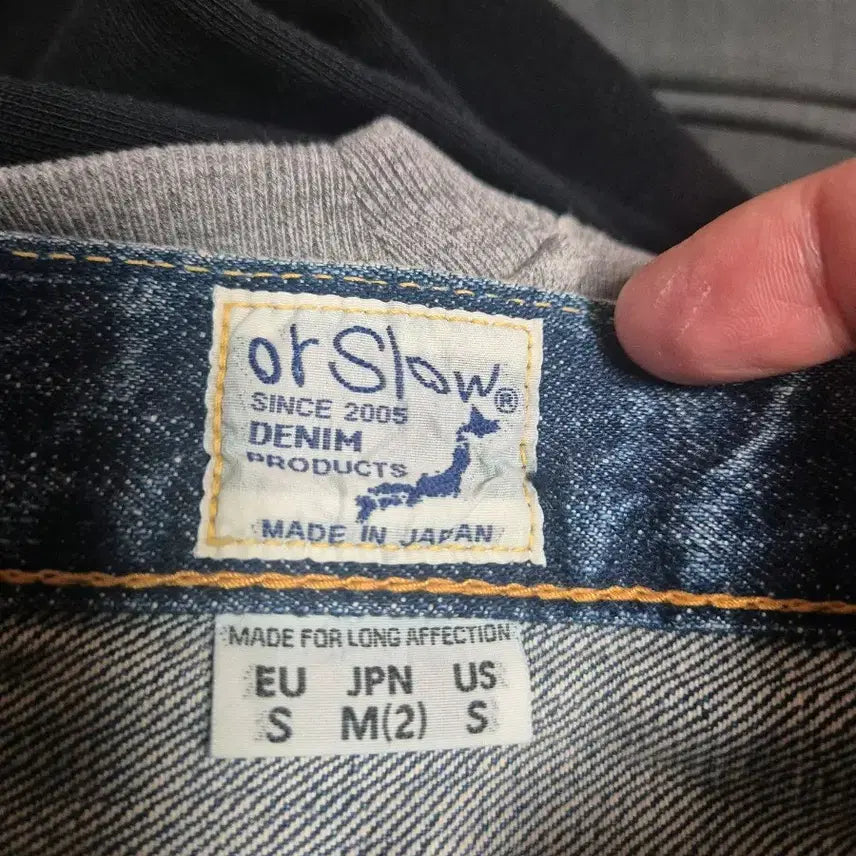 orSlow®
SINCE 2005
DENIM
PRODUCTS
MADE IN JAPAN
MADE FOR LONG AFFECTION
EU JPN US
S M(2) S